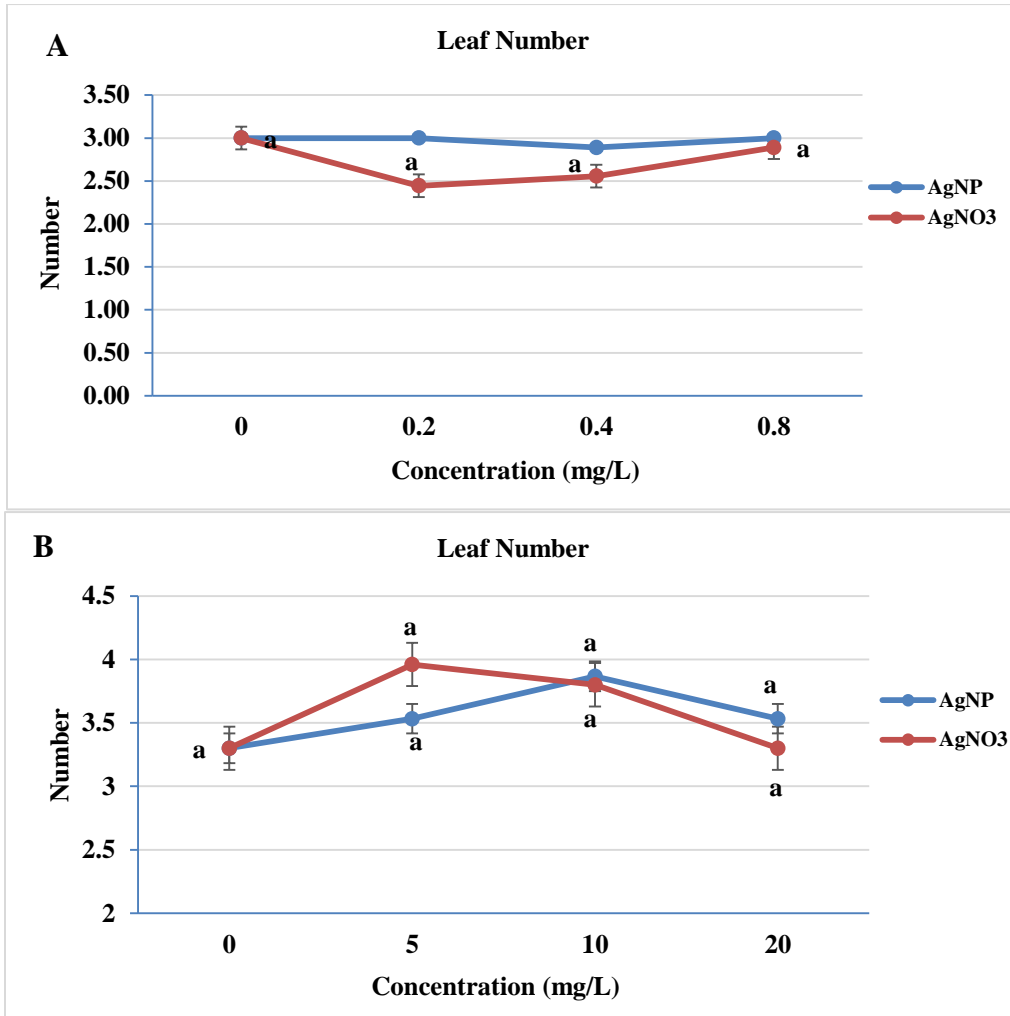 A
Leaf Number
3.50
3.00
2.50
2.00
1.50
1.00
0.50
0.00
Number
a
a
a
a
0 0.2 0.4 0.8
Concentration (mg/L)
AgNP
AgNO3
B
Leaf Number
4.5
4
3.5
3
2.5
2
Number
a
a
a
a
a
a
a
0 5 10 20
Concentration (mg/L)
AgNP
AgNO3